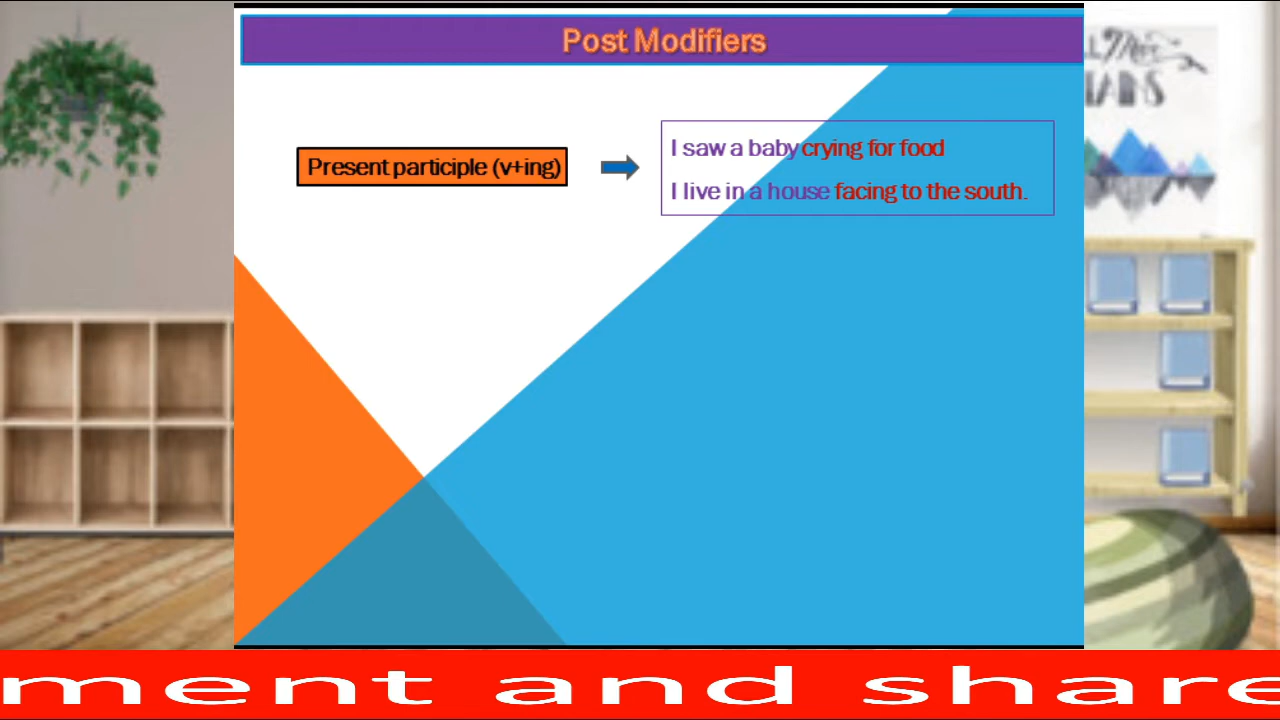 Post Modifiers
Present participle (v+ing)
I saw a baby crying for food
I live in a house facing to the south.
ment and share